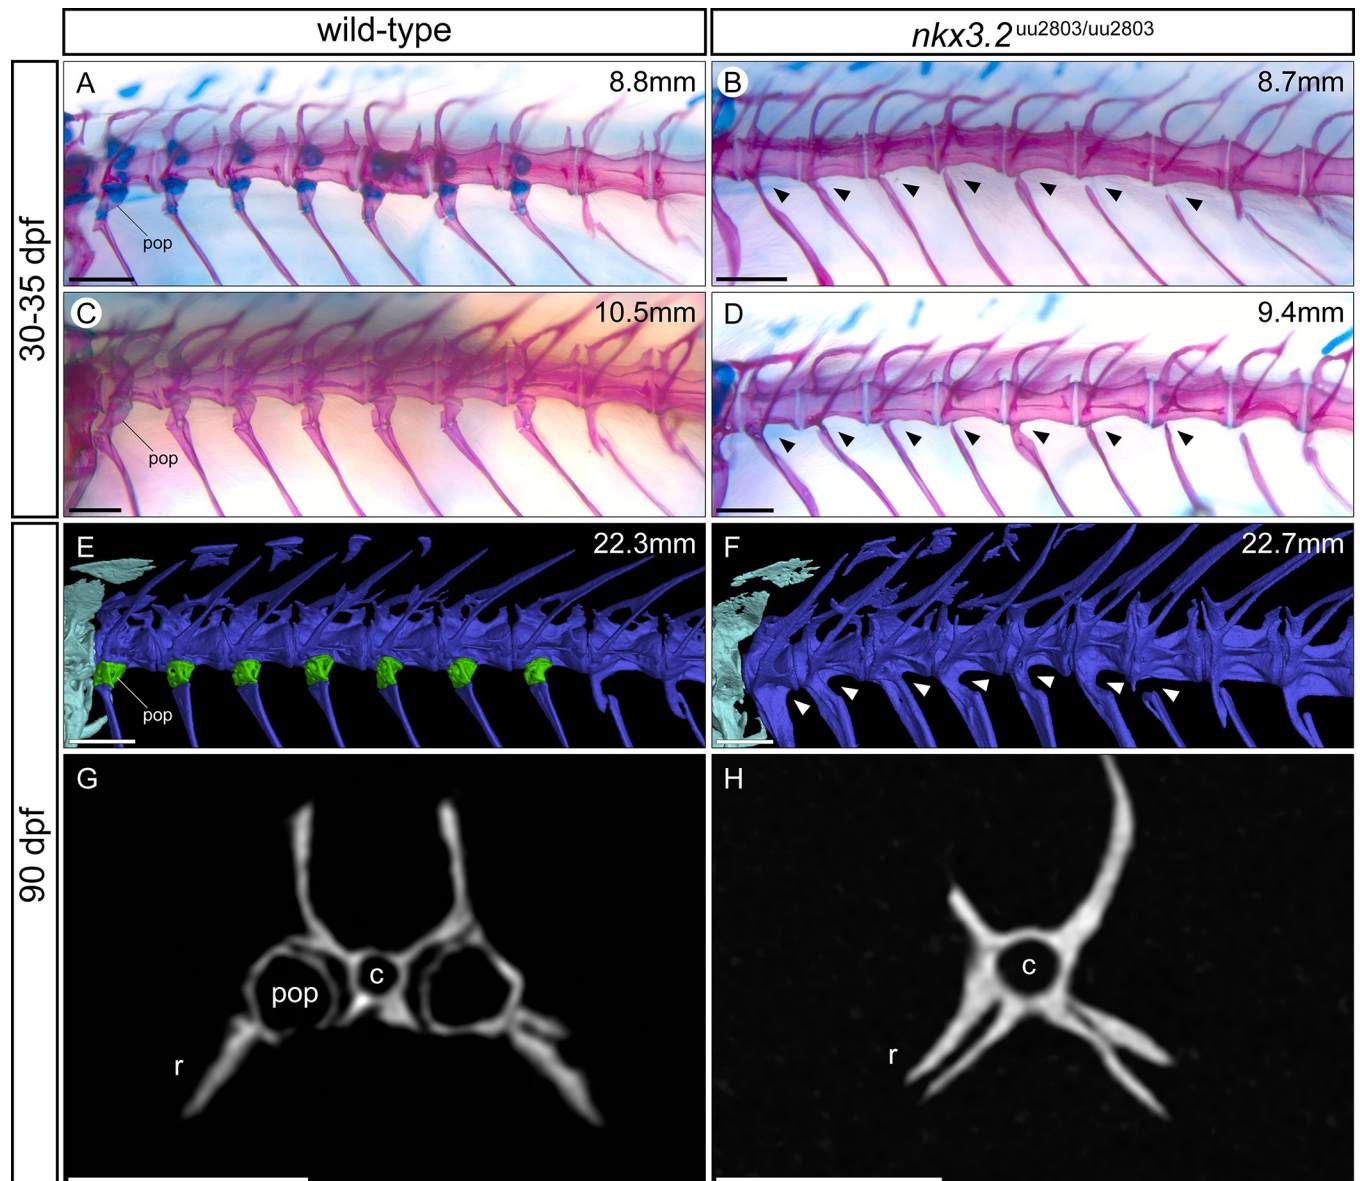 wild-type
nkx3.2uu2803/uu2803
30-35 dpf
A
8.8mm
pop
B
8.7mm
C
10.5mm
pop
D
9.4mm
90 dpf
E
22.3mm
pop
F
22.7mm
G
c
pop
r
H
c
r